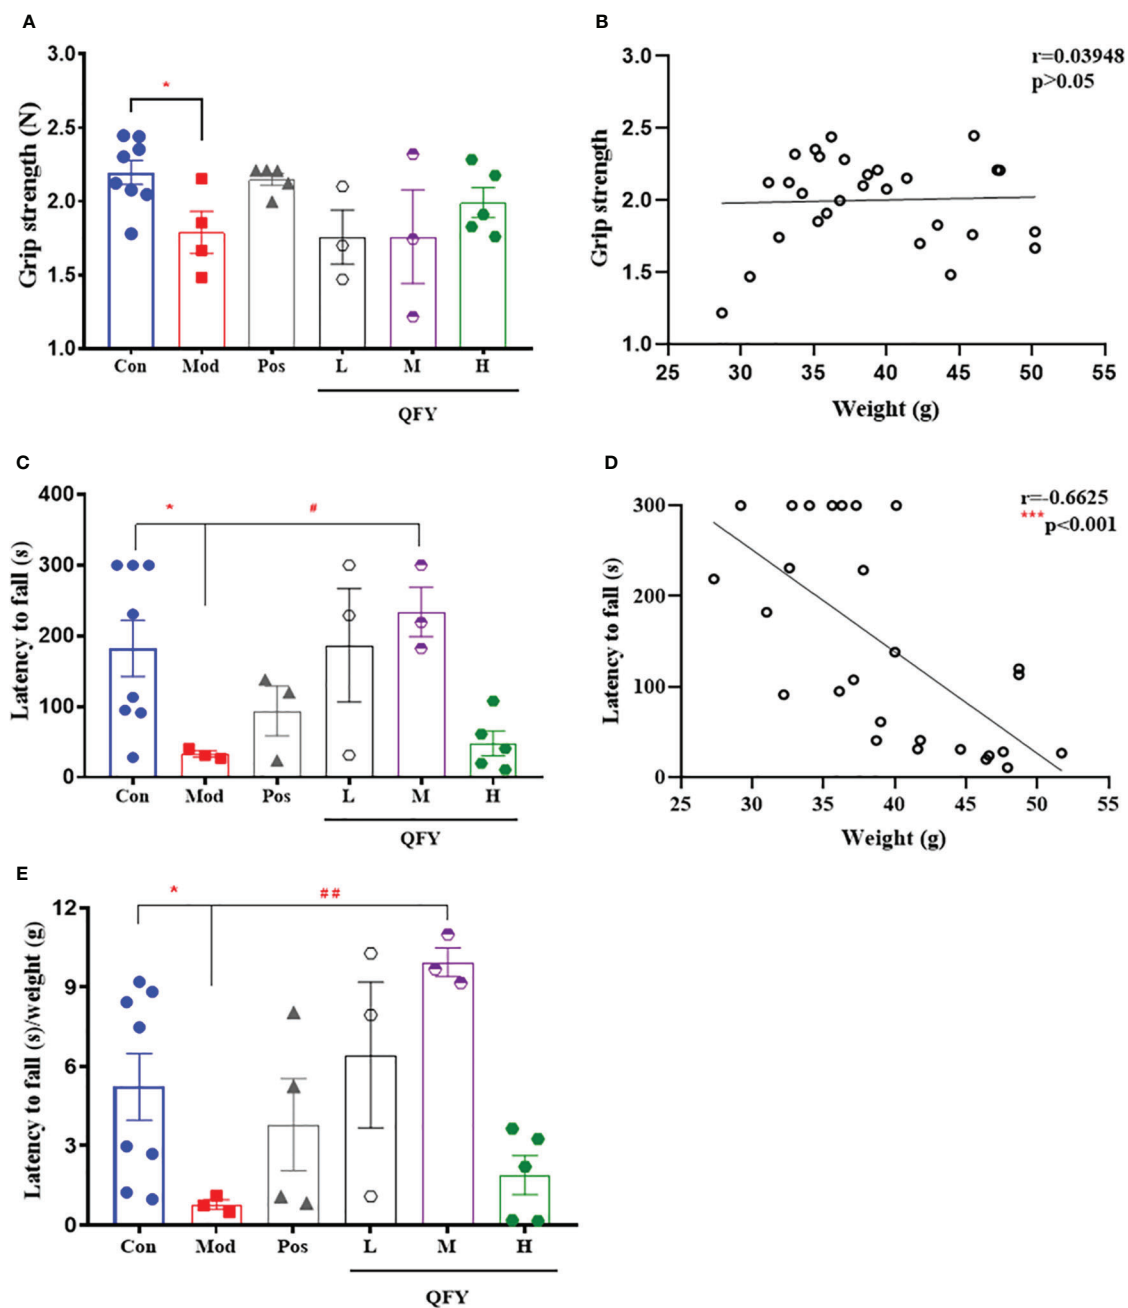 A
Grip strength (N)
3.0
2.5
2.0
1.5
1.0
*
Con Mod Pos L M H
QFY
B
Grip strength
3.0
2.5
2.0
1.5
1.0
r=0.03948
p>0.05
25 30 35 40 45 50 55
Weight (g)
C
Latency to fall (s)
400
300
200
100
0
* #
Con Mod Pos L M H
QFY
D
Latency to fall (s)
300
200
100
0
r=-0.6625
***p<0.001
25 30 35 40 45 50 55
Weight (g)
E
Latency to fall (s)/weight (g)
12
9
6
3
0
* ##
Con Mod Pos L M H
QFY